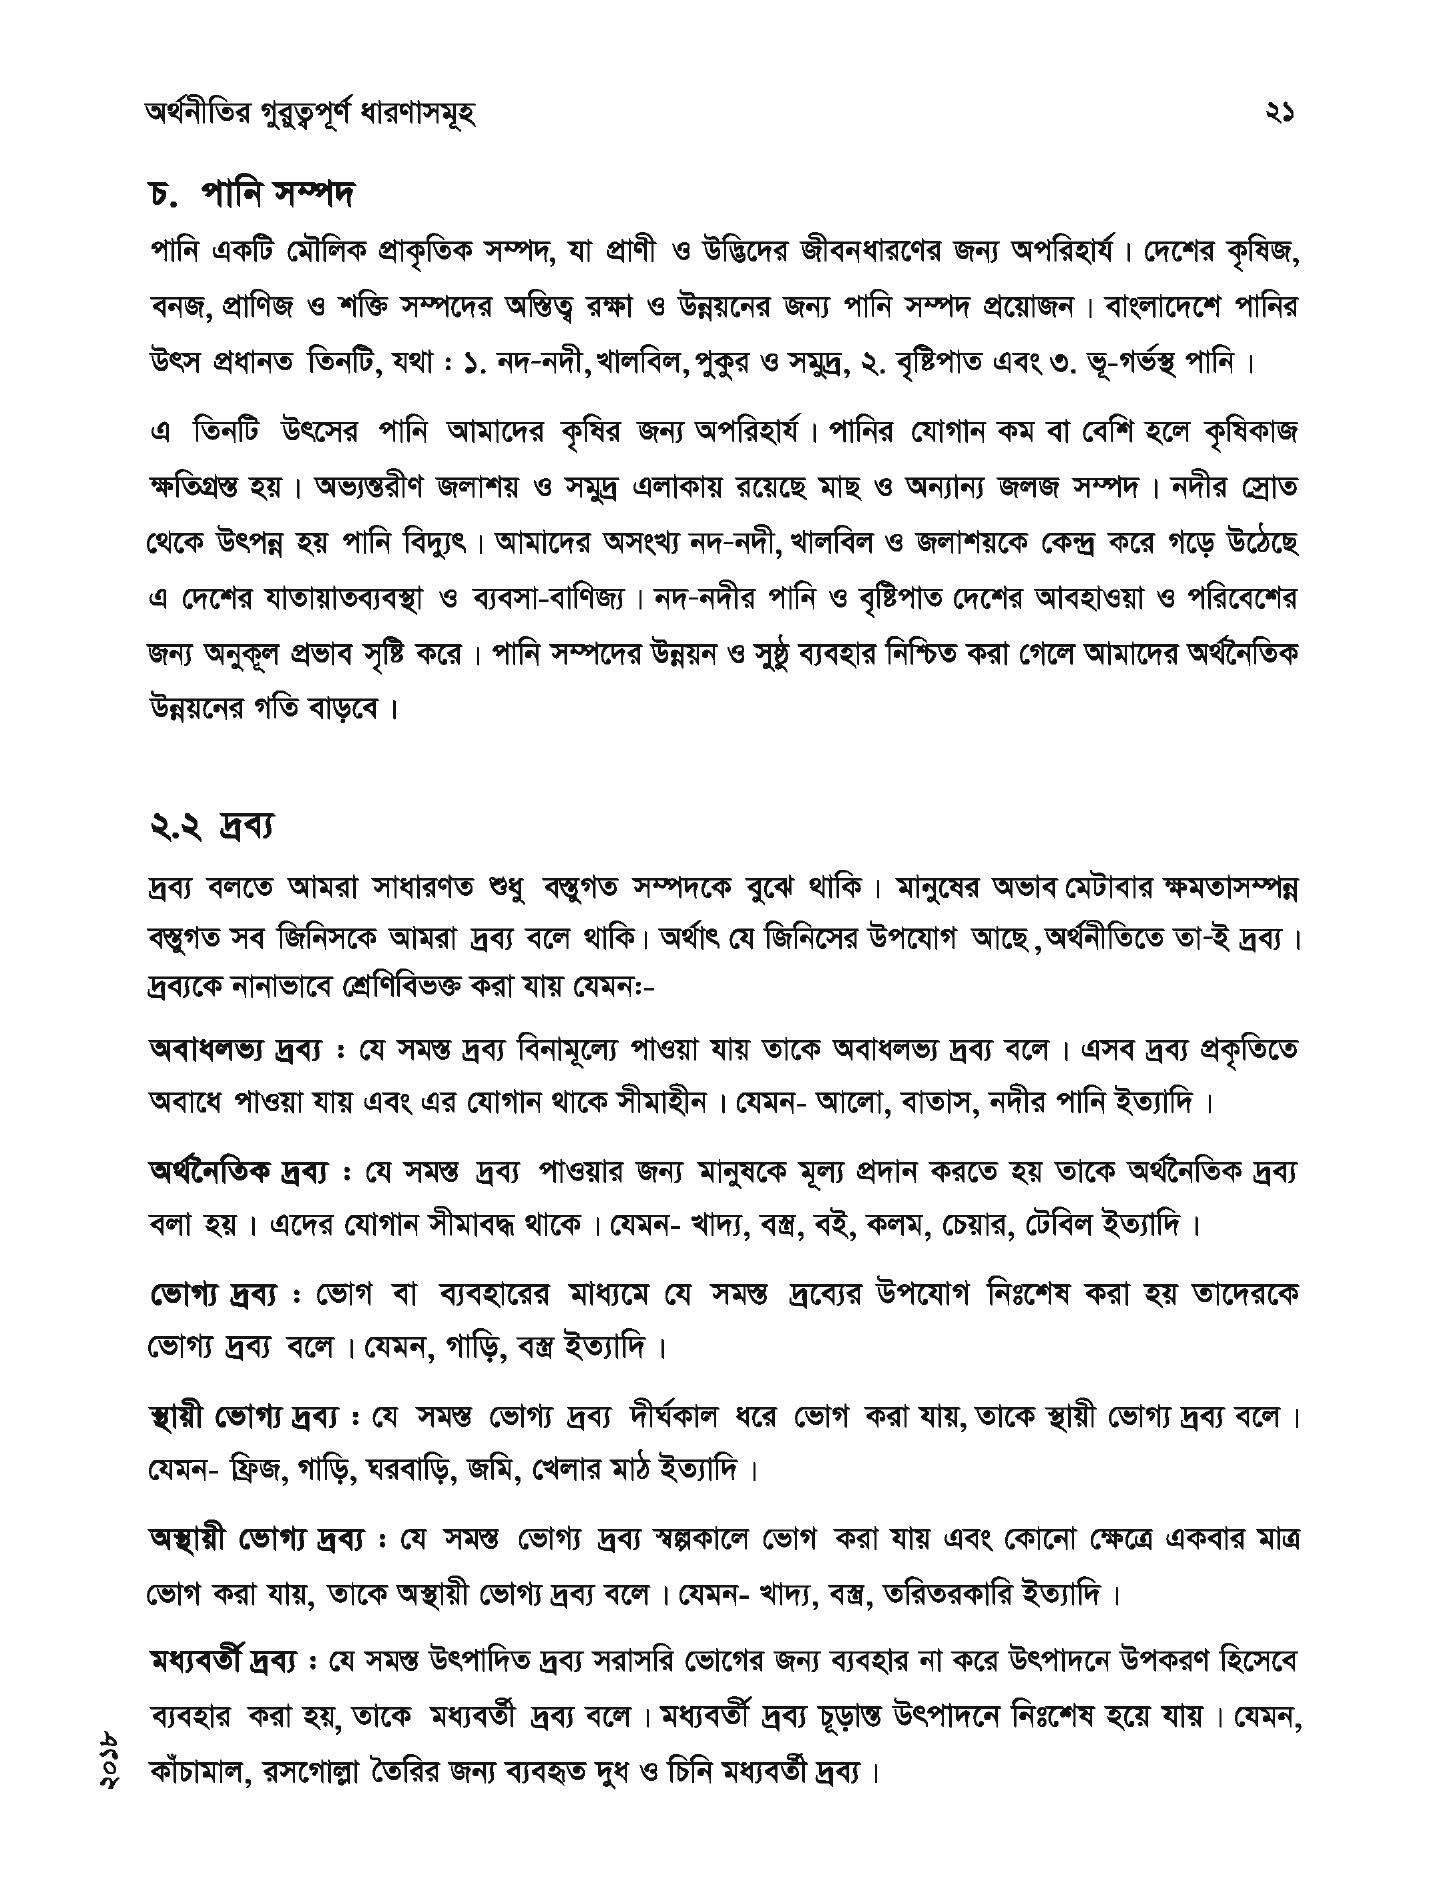 অর্থনীতির গুরুত্বপূর্ণ ধারণাসমূহ ২১
চ. পানি সম্পদ
পানি একটি মৌলিক প্রাকৃতিক সম্পদ, যা প্রাণী ও উদ্ভিদের জীবনধারণের জন্য অপরিহার্য। দেশের কৃষিজ,
বনজ, প্রাণিজ ও শক্তি সম্পদের অস্তিত্ব রক্ষা ও উন্নয়নের জন্য পানি সম্পদ প্রয়োজন। বাংলাদেশে পানির
উৎস প্রধানত তিনটি, যথা : ১. নদ-নদী, খালবিল, পুকুর ও সমুদ্র, ২. বৃষ্টিপাত এবং ৩. ভূ-গর্ভস্থ পানি।
এ তিনটি উৎসের পানি আমাদের কৃষির জন্য অপরিহার্য। পানির যোগান কম বা বেশি হলে কৃষিকাজ
ক্ষতিগ্রস্ত হয়। অভ্যন্তরীণ জলাশয় ও সমুদ্র এলাকায় রয়েছে মাছ ও অন্যান্য জলজ সম্পদ। নদীর স্রোত
থেকে উৎপন্ন হয় পানি বিদ্যুৎ। আমাদের অসংখ্য নদ-নদী, খালবিল ও জলাশয়কে কেন্দ্র করে গড়ে উঠেছে
এ দেশের যাতায়াতব্যবস্থা ও ব্যবসা-বাণিজ্য। নদ-নদীর পানি ও বৃষ্টিপাত দেশের আবহাওয়া ও পরিবেশের
জন্য অনুকূল প্রভাব সৃষ্টি করে। পানি সম্পদের উন্নয়ন ও সুষ্ঠু ব্যবহার নিশ্চিত করা গেলে আমাদের অর্থনৈতিক
উন্নয়নের গতি বাড়বে।
২.২ দ্রব্য
দ্রব্য বলতে আমরা সাধারণত শুধু বস্তুগত সম্পদকে বুঝে থাকি। মানুষের অভাব মেটাবার ক্ষমতাসম্পন্ন
বস্তুগত সব জিনিসকে আমরা দ্রব্য বলে থাকি। অর্থাৎ যে জিনিসের উপযোগ আছে ,অর্থনীতিতে তা-ই দ্রব্য।
দ্রব্যকে নানাভাবে শ্রেণিবিভক্ত করা যায় যেমনঃ-
অবাধলভ্য দ্রব্য : যে সমস্ত দ্রব্য বিনামূল্যে পাওয়া যায় তাকে অবাধলভ্য দ্রব্য বলে। এসব দ্রব্য প্রকৃতিতে
অবাধে পাওয়া যায় এবং এর যোগান থাকে সীমাহীন। যেমন- আলো, বাতাস, নদীর পানি ইত্যাদি।
অর্থনৈতিক দ্রব্য : যে সমস্ত দ্রব্য পাওয়ার জন্য মানুষকে মূল্য প্রদান করতে হয় তাকে অর্থনৈতিক দ্রব্য
বলা হয়। এদের যোগান সীমাবদ্ধ থাকে। যেমন- খাদ্য, বস্ত্র, বই, কলম, চেয়ার, টেবিল ইত্যাদি।
ভোগ্য দ্রব্য : ভোগ বা ব্যবহারের মাধ্যমে যে সমস্ত দ্রব্যের উপযোগ নিঃশেষ করা হয় তাদেরকে
ভোগ্য দ্রব্য বলে। যেমন, গাড়ি, বস্ত্র ইত্যাদি।
স্থায়ী ভোগ্য দ্রব্য : যে সমস্ত ভোগ্য দ্রব্য দীর্ঘকাল ধরে ভোগ করা যায়, তাকে স্থায়ী ভোগ্য দ্রব্য বলে।
যেমন- ফ্রিজ, গাড়ি, ঘরবাড়ি, জমি, খেলার মাঠ ইত্যাদি।
অস্থায়ী ভোগ্য দ্রব্য : যে সমস্ত ভোগ্য দ্রব্য স্বল্পকালে ভোগ করা যায় এবং কোনো ক্ষেত্রে একবার মাত্র
ভোগ করা যায়, তাকে অস্থায়ী ভোগ্য দ্রব্য বলে। যেমন- খাদ্য, বস্ত্র, তরিতরকারি ইত্যাদি।
মধ্যবর্তী দ্রব্য : যে সমস্ত উৎপাদিত দ্রব্য সরাসরি ভোগের জন্য ব্যবহার না করে উৎপাদনে উপকরণ হিসেবে
ব্যবহার করা হয়, তাকে মধ্যবর্তী দ্রব্য বলে। মধ্যবর্তী দ্রব্য চূড়ান্ত উৎপাদনে নিঃশেষ হয়ে যায়। যেমন,
কাঁচামাল, রসগোল্লা তৈরির জন্য ব্যবহৃত দুধ ও চিনি মধ্যবর্তী দ্রব্য।
২০১৮